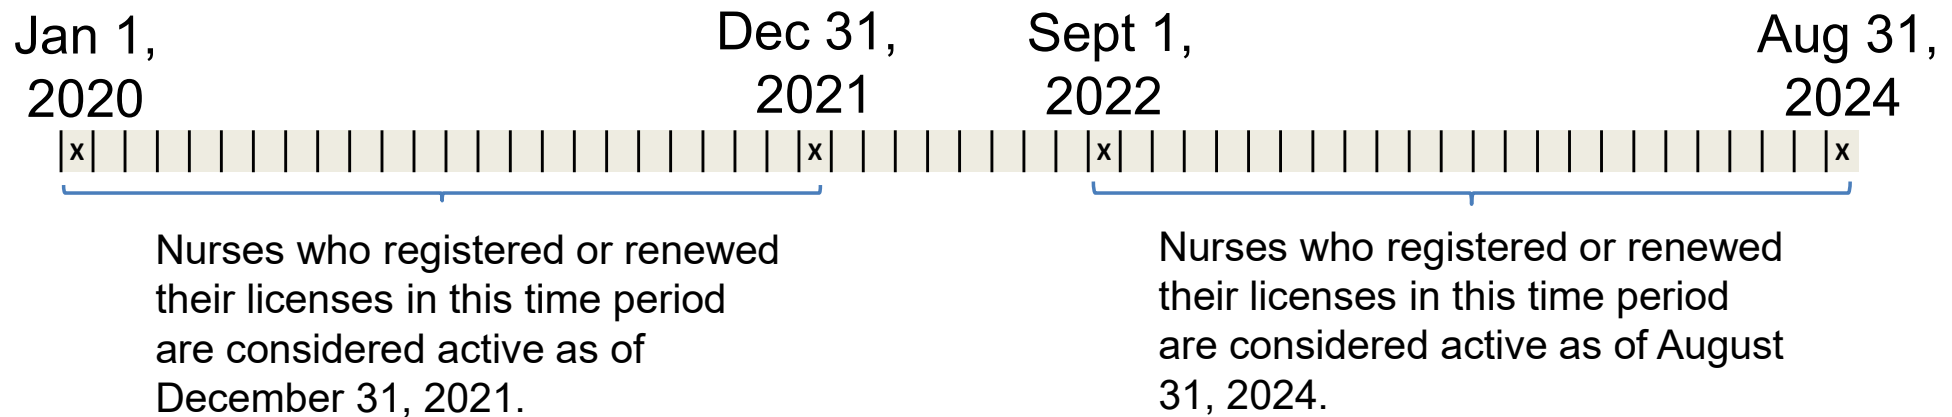 Jan 1,
2020
Dec 31,
2021
Sept 1,
2022
Aug 31,
2024
x
x
x
x
Nurses who registered or renewed
their licenses in this time period
are considered active as of
December 31, 2021.
Nurses who registered or renewed
their licenses in this time period
are considered active as of August
31, 2024.